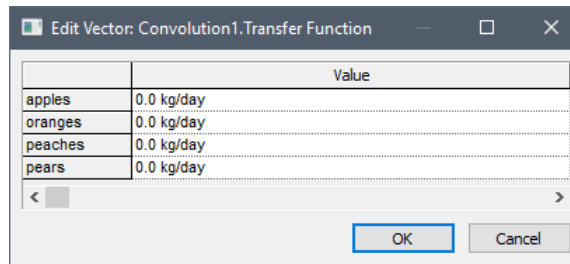 Edit Vector: Convolution1.Transfer Function
Value
apples 0.0 kg/day
oranges 0.0 kg/day
peaches 0.0 kg/day
pears 0.0 kg/day
OK Cancel